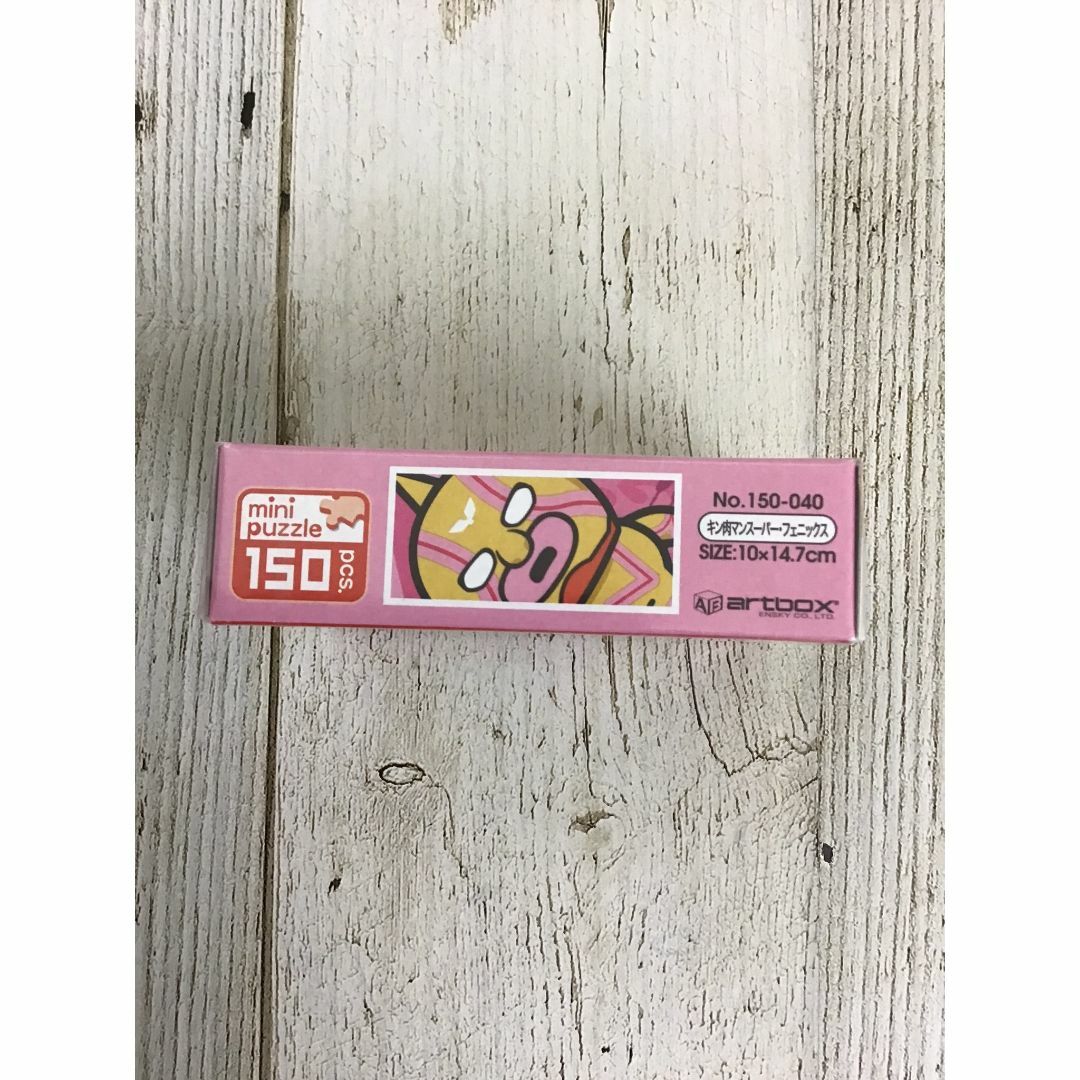 mini
puzzle
150
pcs.
No.150-040
キン肉マンスーパー・フェニックス
SIZE:10×14.7cm
artbox
ENSKY CO., LTD.